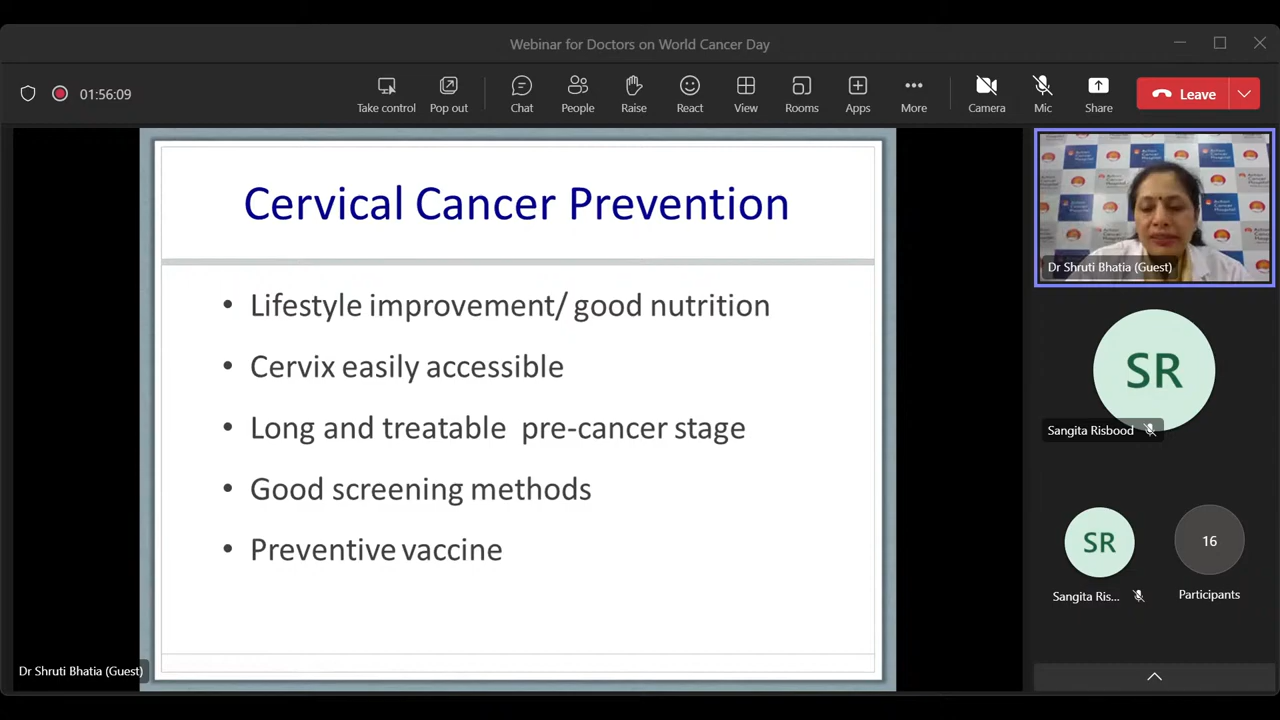 Webinar for Doctors on World Cancer Day
01:56:09
Take control
Pop out
Chat
People
Raise
React
View
Rooms
Apps
More
Camera
Mic
Share
Leave
Cervical Cancer Prevention
• Lifestyle improvement/ good nutrition
• Cervix easily accessible
• Long and treatable pre-cancer stage
• Good screening methods
• Preventive vaccine
Dr Shruti Bhatia (Guest)
Dr Shruti Bhatia (Guest)
SR
Sangita Risbood
SR
Sangita Ris...
16
Participants